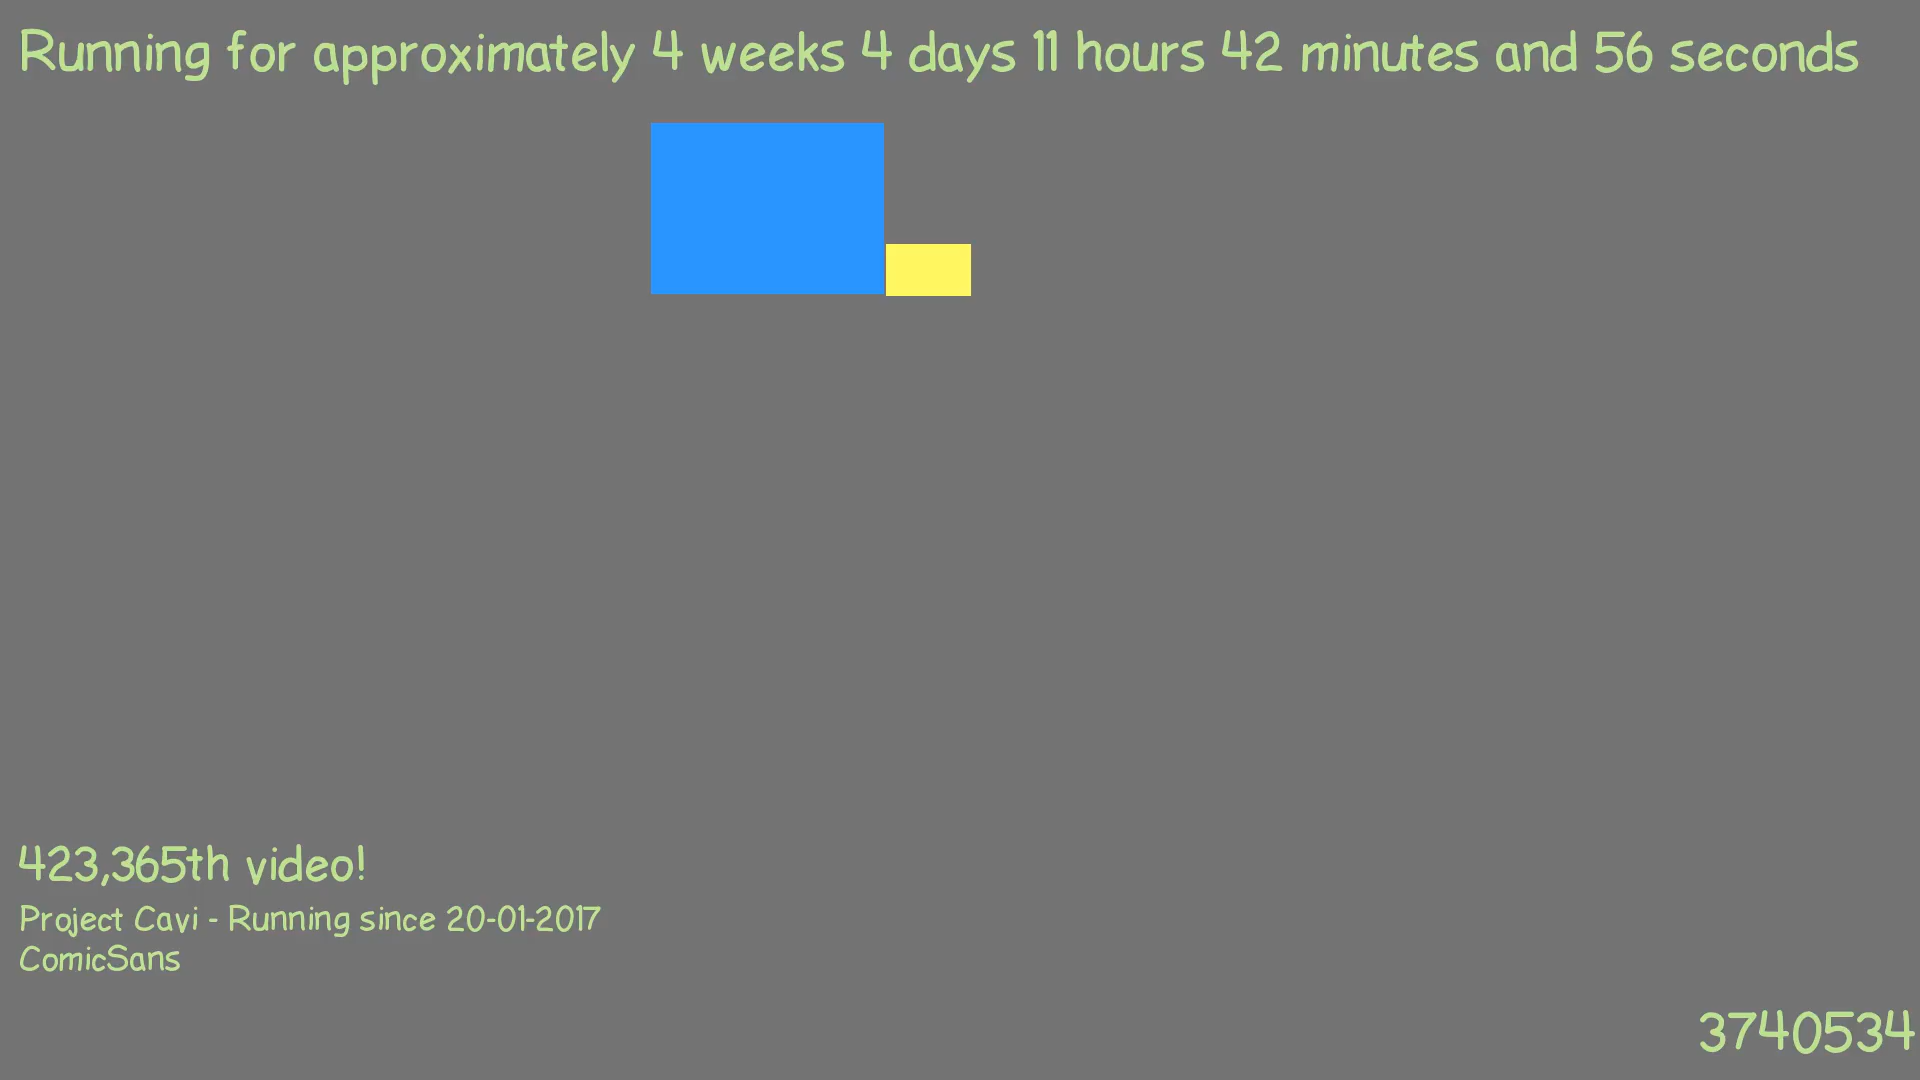 Running for approximately 4 weeks 4 days 11 hours 42 minutes and 56 seconds
423,365th video!
Project Cavi - Running since 20-01-2017
ComicSans
3740534